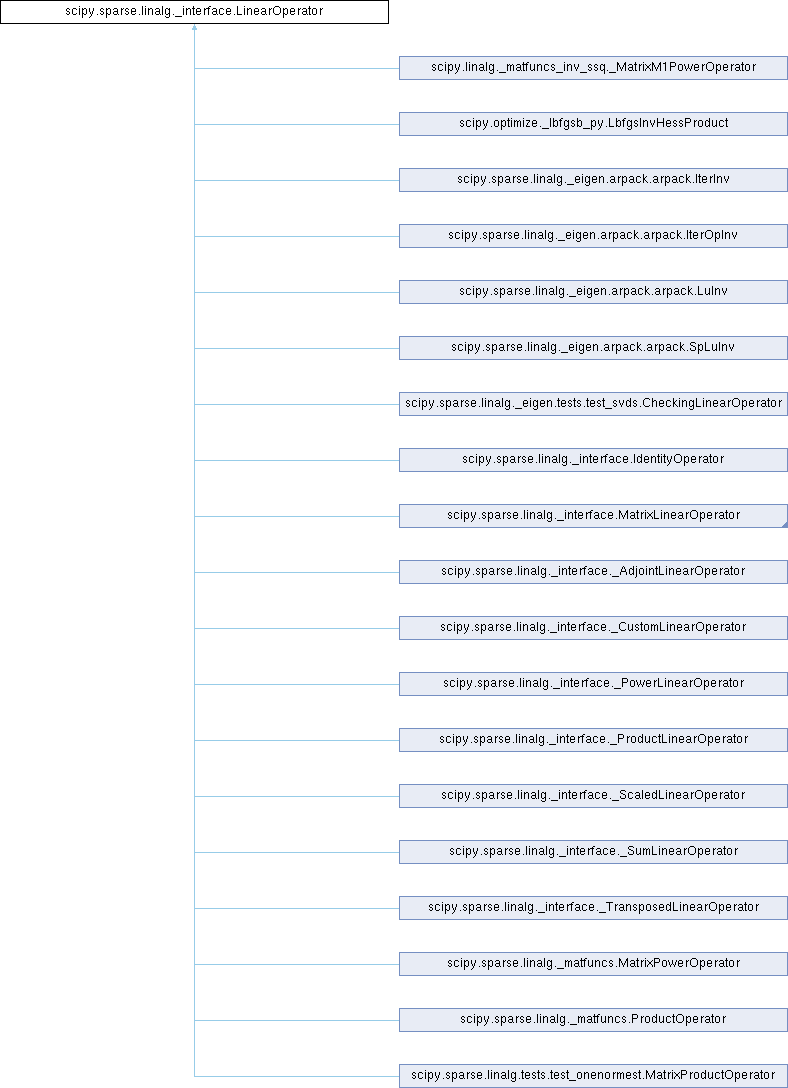 scipy.sparse.linalg._interface.LinearOperator
scipy.linalg._matfuncs_inv_ssq._MatrixM1PowerOperator
scipy.optimize._lbfgsb_py.LbfgsInvHessProduct
scipy.sparse.linalg._eigen.arpack.arpack.IterInv
scipy.sparse.linalg._eigen.arpack.arpack.IterOpInv
scipy.sparse.linalg._eigen.arpack.arpack.LuInv
scipy.sparse.linalg._eigen.arpack.arpack.SpLuInv
scipy.sparse.linalg._eigen.tests.test_svds.CheckingLinearOperator
scipy.sparse.linalg._interface.IdentityOperator
scipy.sparse.linalg._interface.MatrixLinearOperator
scipy.sparse.linalg._interface._AdjointLinearOperator
scipy.sparse.linalg._interface._CustomLinearOperator
scipy.sparse.linalg._interface._PowerLinearOperator
scipy.sparse.linalg._interface._ProductLinearOperator
scipy.sparse.linalg._interface._ScaledLinearOperator
scipy.sparse.linalg._interface._SumLinearOperator
scipy.sparse.linalg._interface._TransposedLinearOperator
scipy.sparse.linalg._matfuncs.MatrixPowerOperator
scipy.sparse.linalg._matfuncs.ProductOperator
scipy.sparse.linalg.tests.test_onenormest.MatrixProductOperator